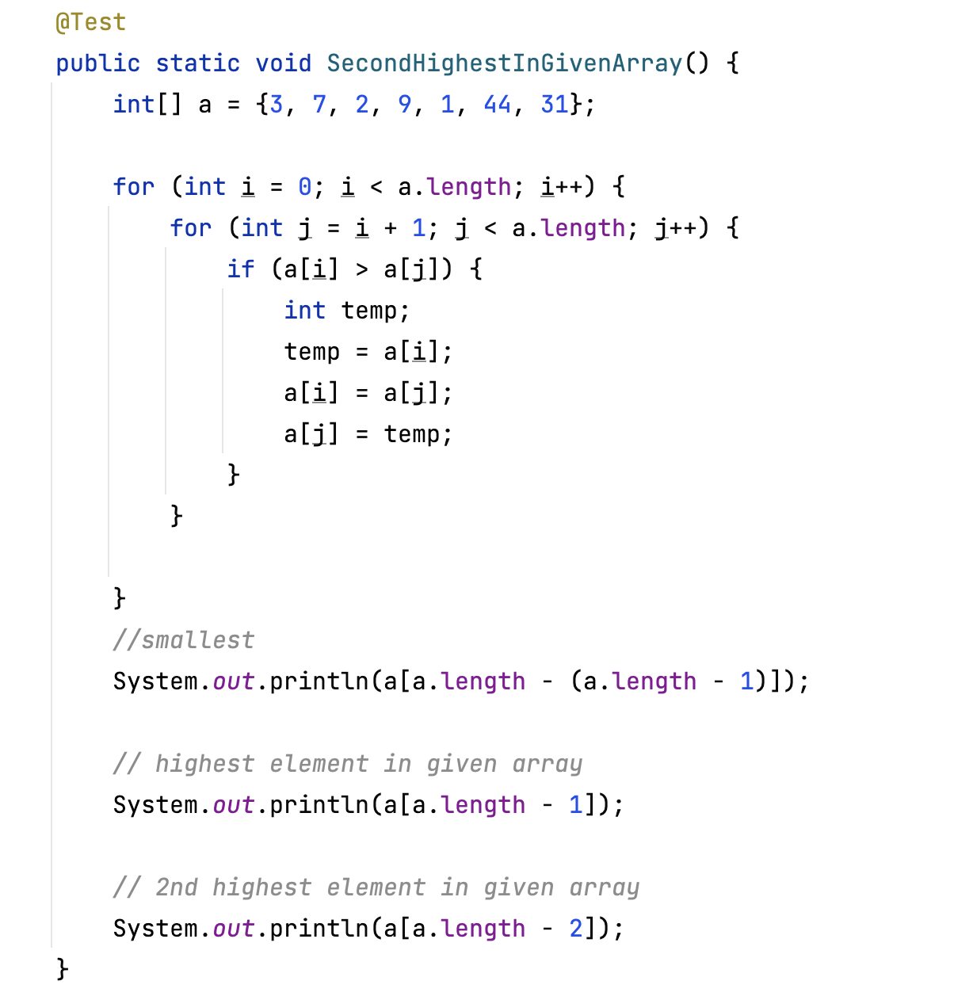 @Test
public static void SecondHighestInGivenArray() {
    int[] a = {3, 7, 2, 9, 1, 44, 31};

    for (int i = 0; i < a.length; i++) {
        for (int j = i + 1; j < a.length; j++) {
            if (a[i] > a[j]) {
                int temp;
                temp = a[i];
                a[i] = a[j];
                a[j] = temp;
            }
        }

    }
    //smallest
    System.out.println(a[a.length - (a.length - 1)]);

    // highest element in given array
    System.out.println(a[a.length - 1]);

    // 2nd highest element in given array
    System.out.println(a[a.length - 2]);
}